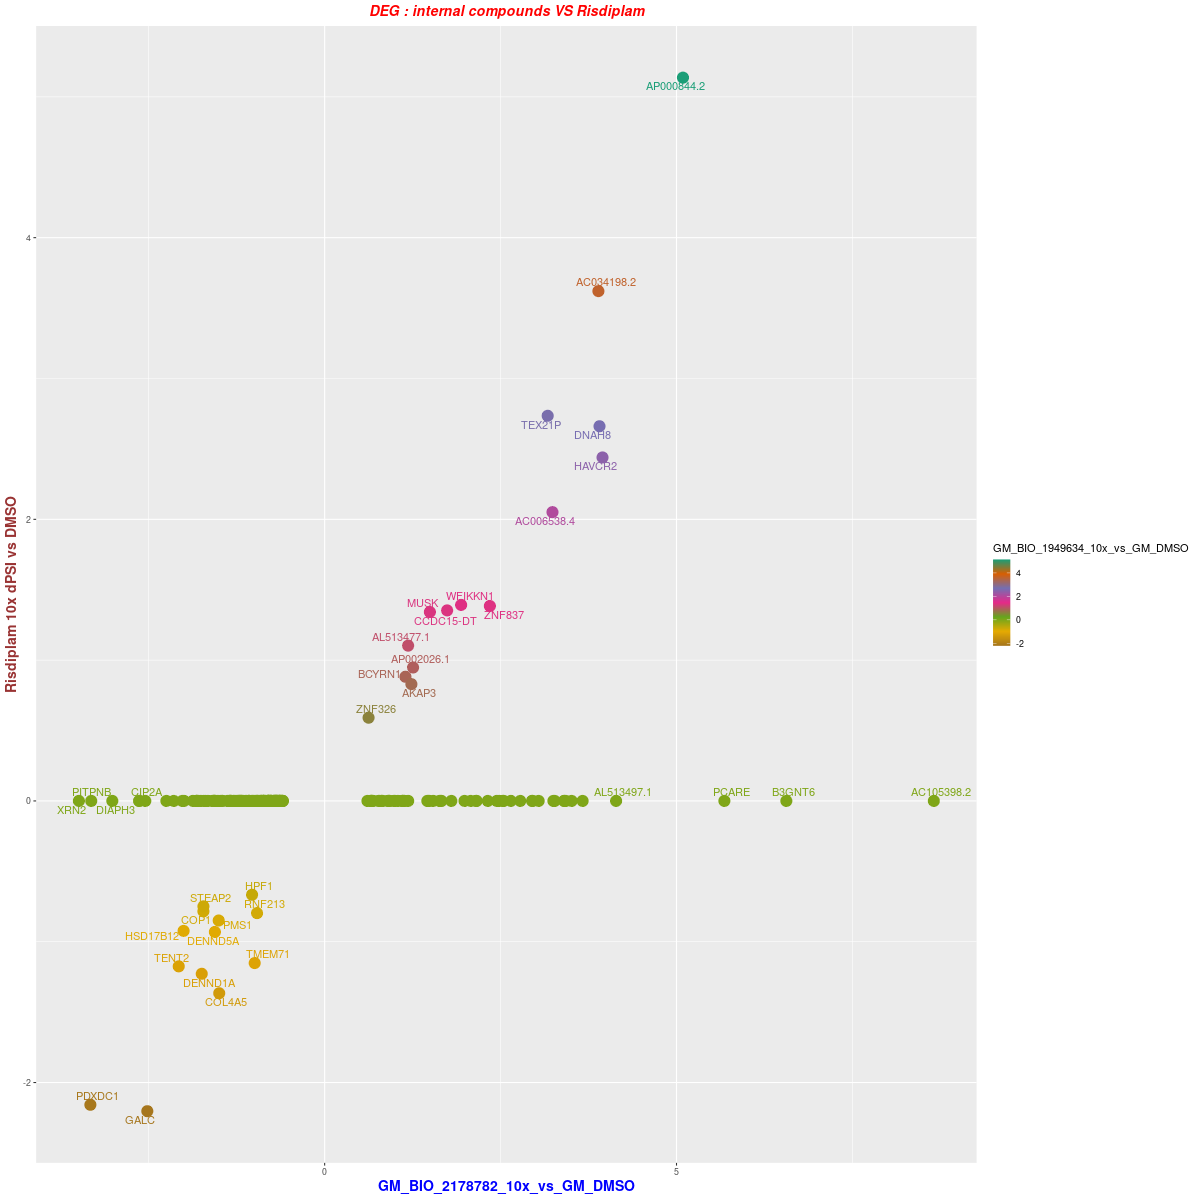 DEG : internal compounds VS Risdiplam
AP000844.2
4
AC034198.2
TEX21P
DNAH8
HAVCR2
Risdiplam 10x dPSI vs DMSO
2
AC006538.4
GM_BIO_1949634_10x_vs_GM_DMSO
4
2
0
-2
WFIKKN1
MUSK
ZNF837
CCDC15-DT
AL513477.1
AP002026.1
BCYRN1
AKAP3
ZNF326
PITPNB
CIP2A
AL513497.1
PCARE
B3GNT6
AC105398.2
0
XRN2
DIAPH3
HPF1
STEAP2
RNF213
COP1
PMS1
HSD17B12
DENND5A
TMEM71
TENT2
DENND1A
COL4A5
-2
PDXDC1
GALC
0
5
GM_BIO_2178782_10x_vs_GM_DMSO